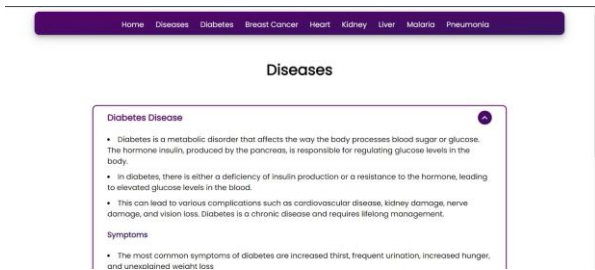 Home Diseases Diabetes Breast Cancer Heart Kidney Liver Malaria Pneumonia
Diseases
Diabetes Disease
• Diabetes is a metabolic disorder that affects the way the body processes blood sugar or glucose.
The hormone insulin, produced by the pancreas, is responsible for regulating glucose levels in the
body.
• In diabetes, there is either a deficiency of insulin production or a resistance to the hormone, leading
to elevated glucose levels in the blood.
• This can lead to various complications such as cardiovascular disease, kidney damage, nerve
damage, and vision loss. Diabetes is a chronic disease and requires lifelong management.
Symptoms
• The most common symptoms of diabetes are increased thirst, frequent urination, increased hunger,
and unexplained weight loss